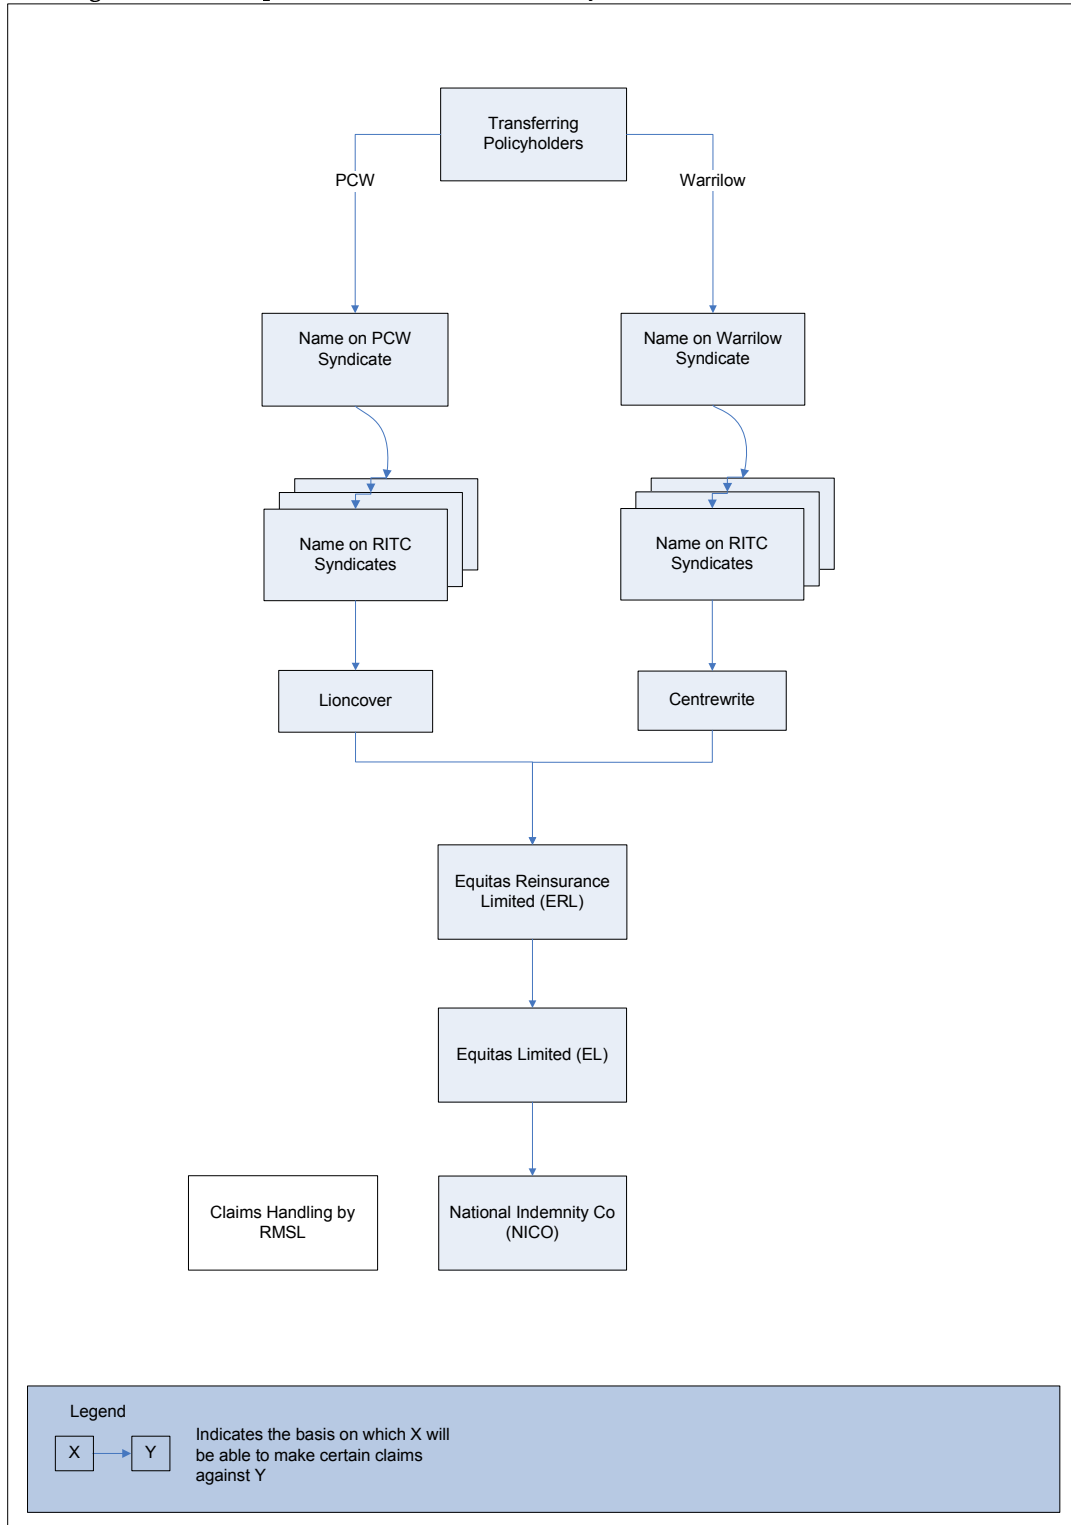 Transferring
Policyholders
PCW
Warrilow
Name on PCW
Syndicate
Name on Warrilow
Syndicate
Name on RITC
Syndicates
Name on RITC
Syndicates
Lioncover
Centrewrite
Equitas Reinsurance
Limited (ERL)
Equitas Limited (EL)
Claims Handling by
RMSL
National Indemnity Co
(NICO)
Legend
X
Y
Indicates the basis on which X will
be able to make certain claims
against Y